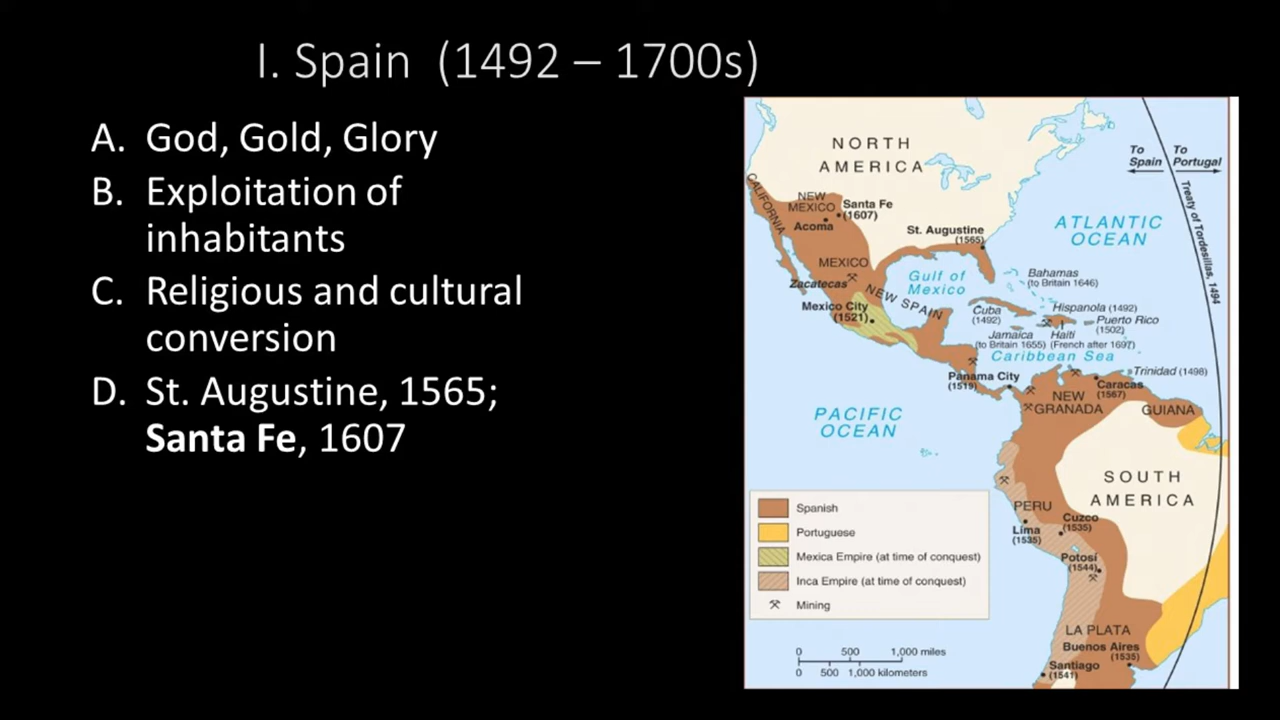 I. Spain (1492 – 1700s)
A. God, Gold, Glory
B. Exploitation of
inhabitants
C. Religious and cultural
conversion
D. St. Augustine, 1565;
Santa Fe, 1607
NORTH
AMERICA
To
Spain
To
Portugal
Treaty of Tordesillas, 1494
CALIFORNIA
NEW
MEXICO
Santa Fe
(1607)
Acoma
St. Augustine
(1565)
ATLANTIC
OCEAN
MEXICO
Zacatecas
Gulf of
Mexico
NEW SPAIN
Bahamas
(to Britain 1646)
Mexico City
(1521)
Cuba
(1492)
Hispanola (1492)
Puerto Rico
(1502)
Jamaica
(to Britain 1655)
Haiti
(French after 1697)
Caribbean Sea
Panama City
(1519)
Trinidad (1498)
Caracas
(1567)
NEW
GRANADA
GUIANA
PACIFIC
OCEAN
SOUTH
AMERICA
PERU
Lima
(1535)
Cuzco
(1535)
Potosí
(1544)
LA PLATA
Buenos Aires
(1535)
Santiago
(1541)
Spanish
Portuguese
Mexica Empire (at time of conquest)
Inca Empire (at time of conquest)
Mining
0 500 1,000 miles
0 500 1,000 kilometers